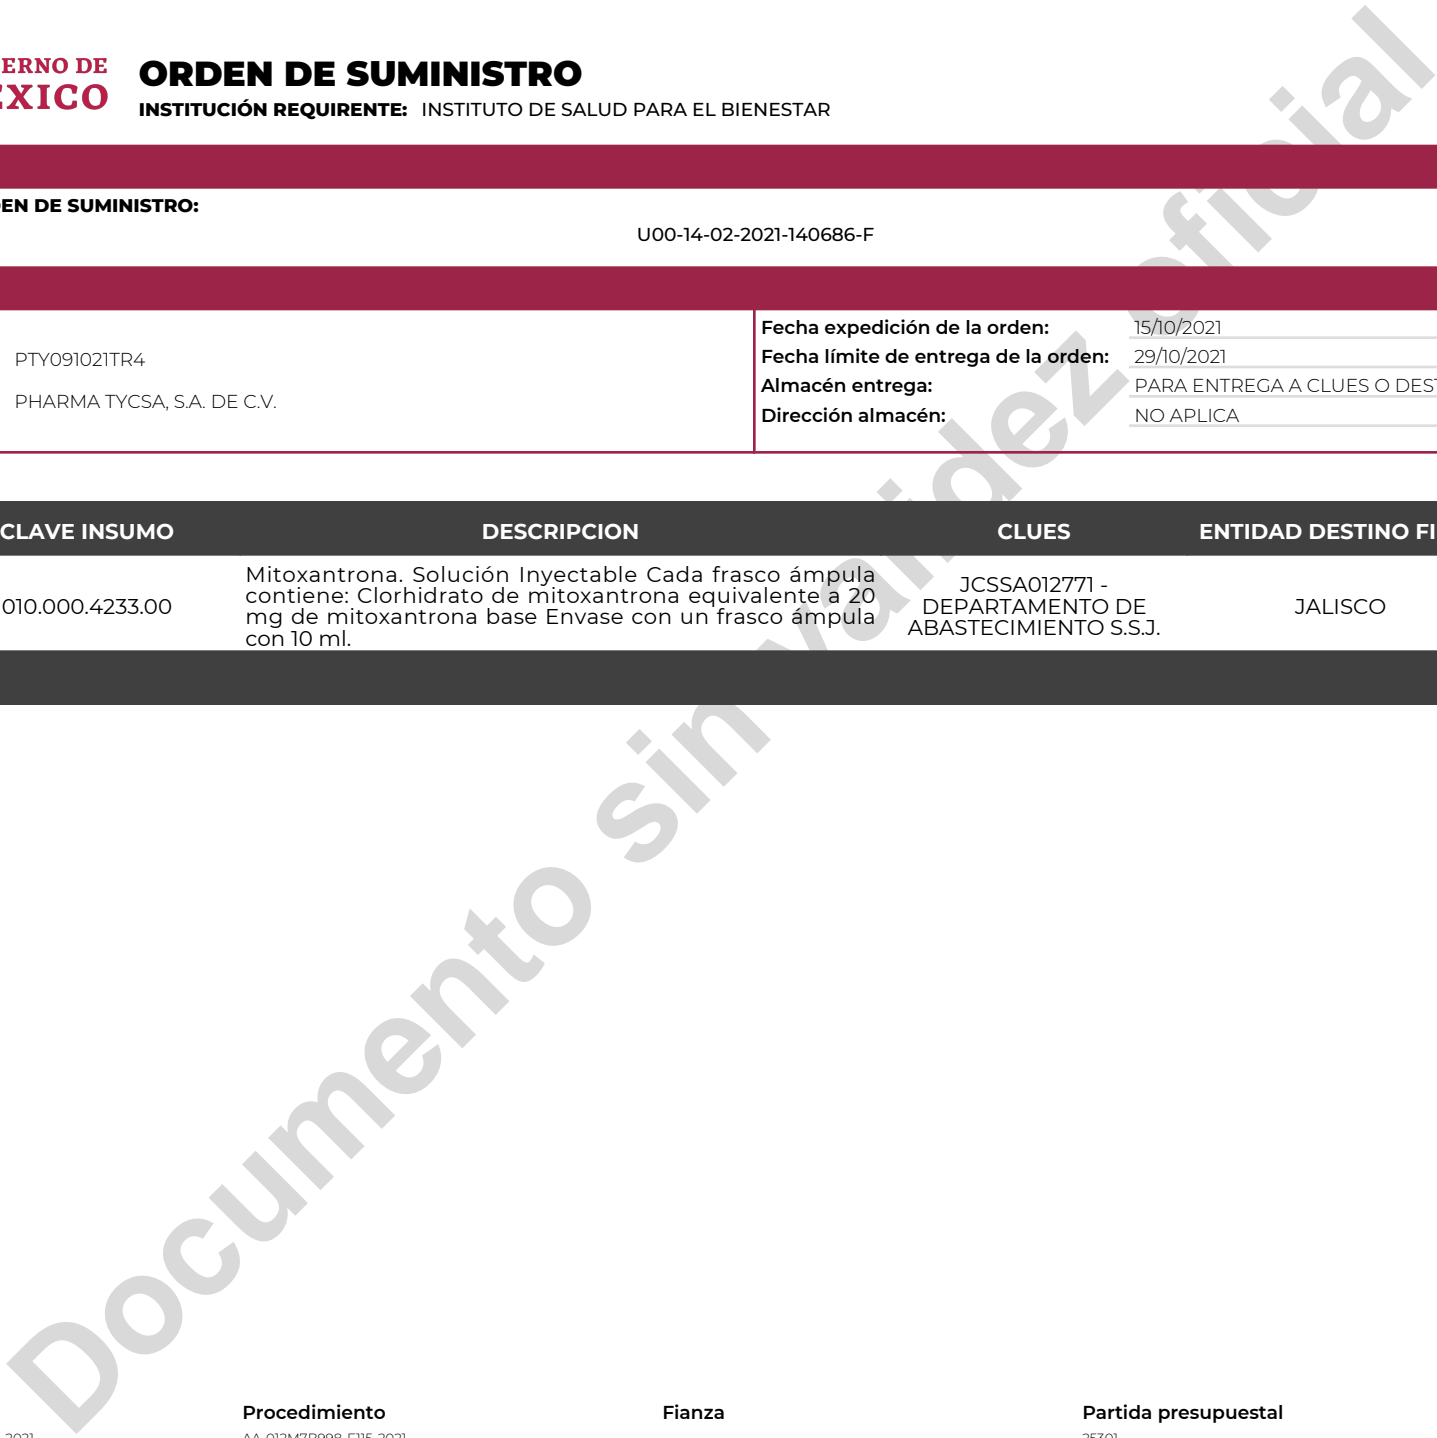 ERNO DE
EXICO
ORDEN DE SUMINISTRO
INSTITUCIÓN REQUIRENTE: INSTITUTO DE SALUD PARA EL BIENESTAR
EN DE SUMINISTRO:
U00-14-02-2021-140686-F
PTY091021TR4
PHARMA TYCSA, S.A. DE C.V.
Fecha expedición de la orden: 15/10/2021
Fecha límite de entrega de la orden: 29/10/2021
Almacén entrega: PARA ENTREGA A CLUES O DEST
Dirección almacén: NO APLICA
CLAVE INSUMO DESCRIPCION CLUES ENTIDAD DESTINO FI
010.000.4233.00
Mitoxantrona. Solución Inyectable Cada frasco ámpula
contiene: Clorhidrato de mitoxantrona equivalente a 20
mg de mitoxantrona base Envase con un frasco ámpula
con 10 ml.
JCSSA012771 -
DEPARTAMENTO DE
ABASTECIMIENTO S.S.J.
JALISCO
Documento sin validez oficial
Procedimiento Fianza Partida presupuestal